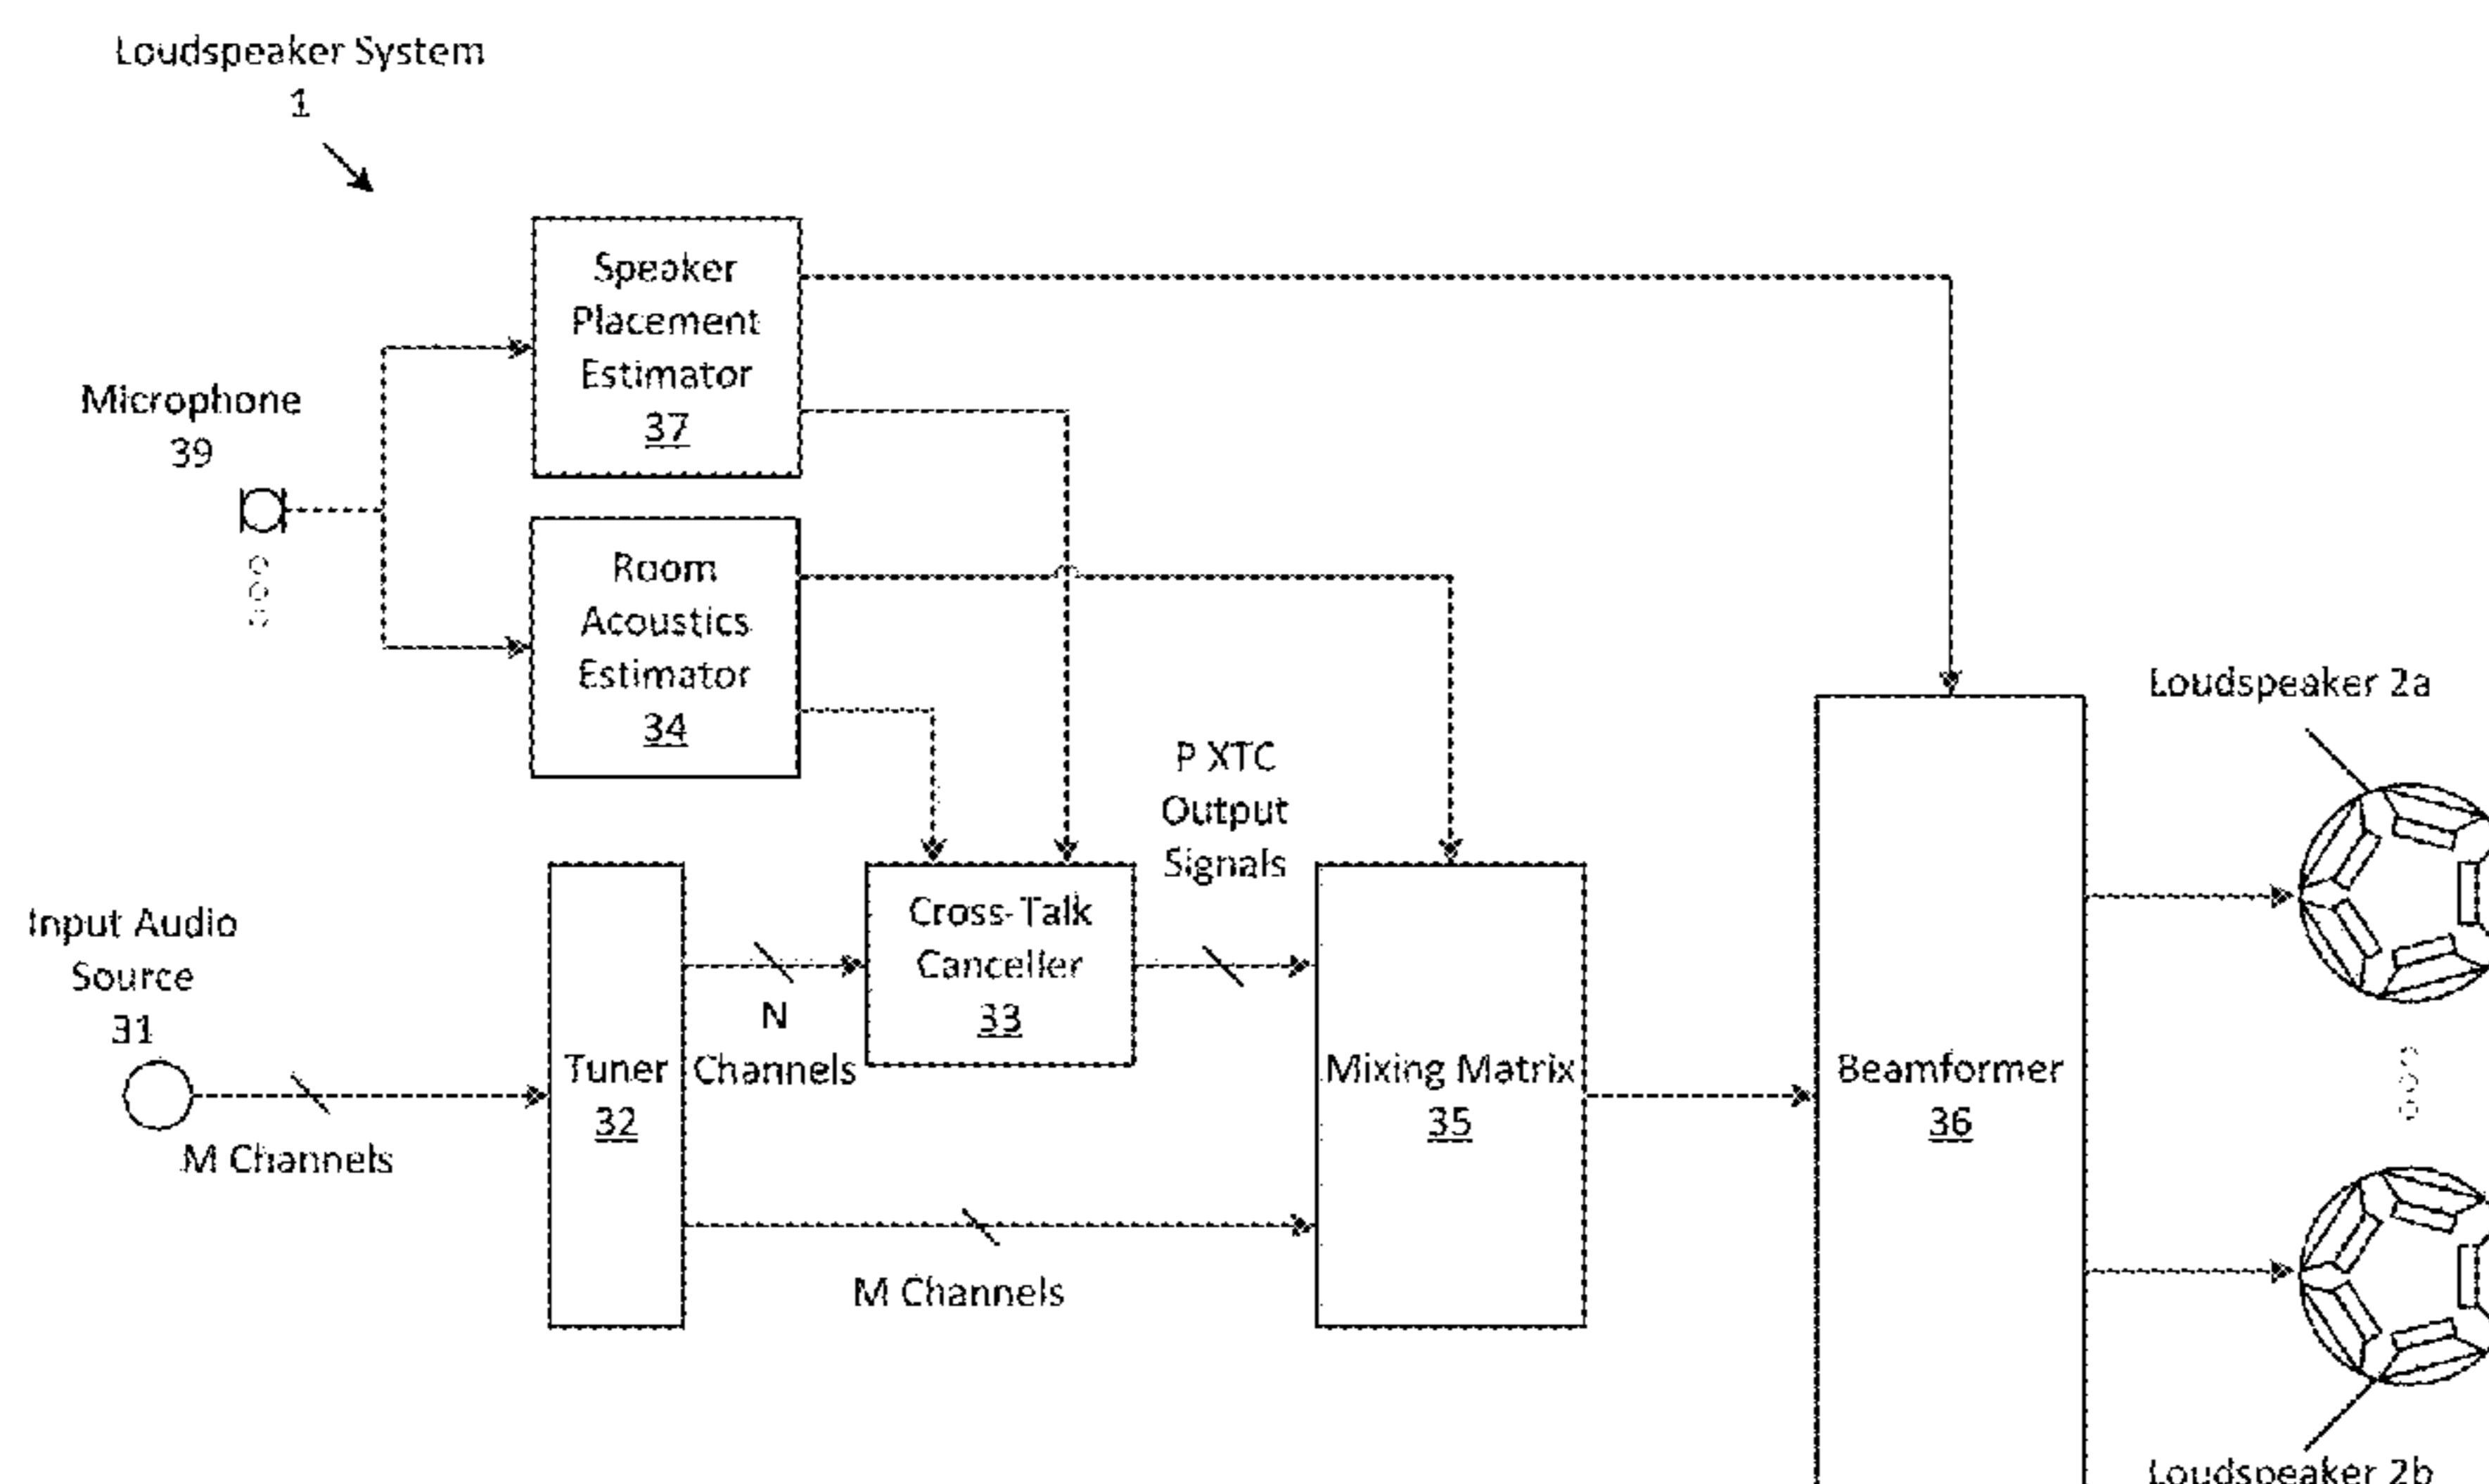 Loudspeaker System
1
Speaker
Placement
Estimator
37
Microphone
39
Room
Acoustics
Estimator
34
Loudspeaker 2a
P XTC
Output
Signals
Input Audio
Source
31
M Channels
Tuner
32
N
Channels
Cross-Talk
Canceller
33
Mixing Matrix
35
Beamformer
36
M Channels
Loudspeaker 2b